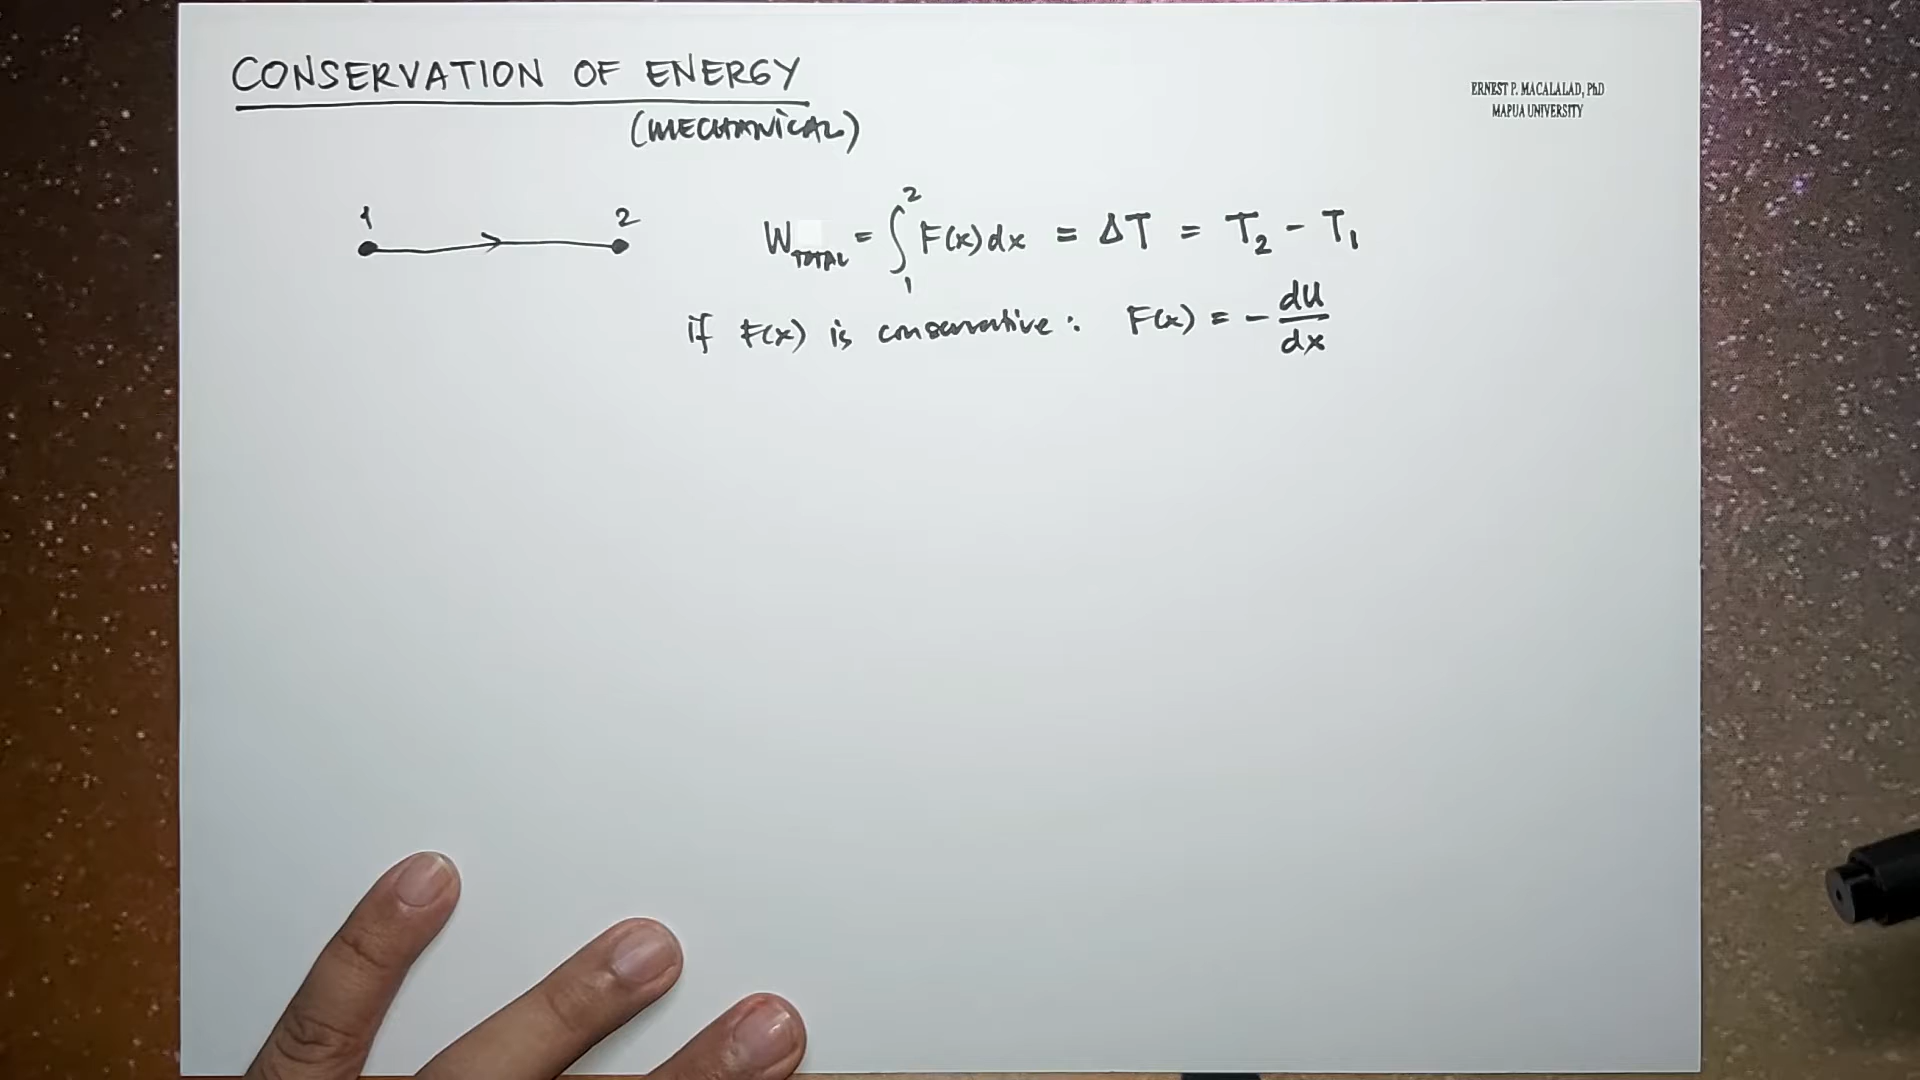 CONSERVATION OF ENERGY
(MECHANICAL)
ERNEST P. MACALALAD, PhD
MAPUA UNIVERSITY
1 2
W_TOTAL = ∫₁² F(x) dx = ΔT = T₂ - T₁
if F(x) is conservative : F(x) = - dU/dx